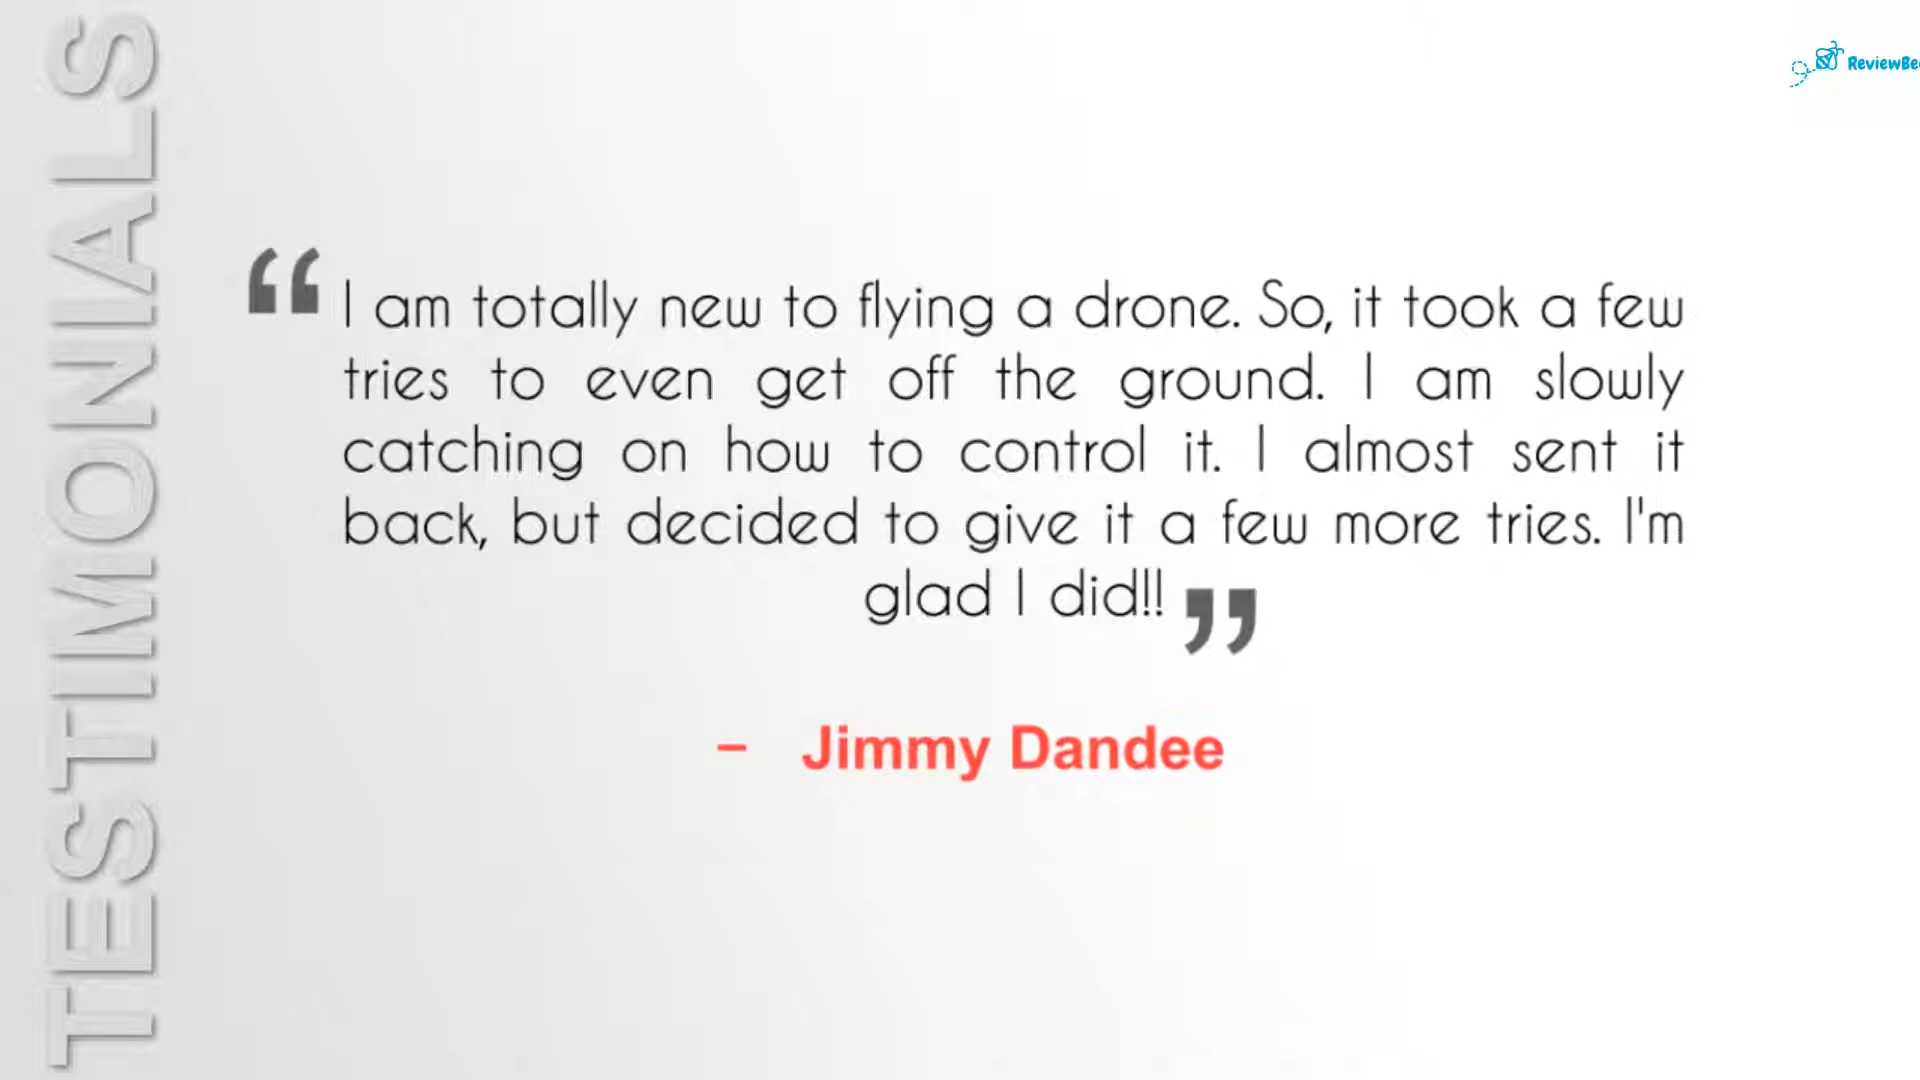 TESTIMONIALS
“ I am totally new to flying a drone. So, it took a few
tries to even get off the ground. I am slowly
catching on how to control it. I almost sent it
back, but decided to give it a few more tries. I'm
glad I did!! ”
– Jimmy Dandee
ReviewBee